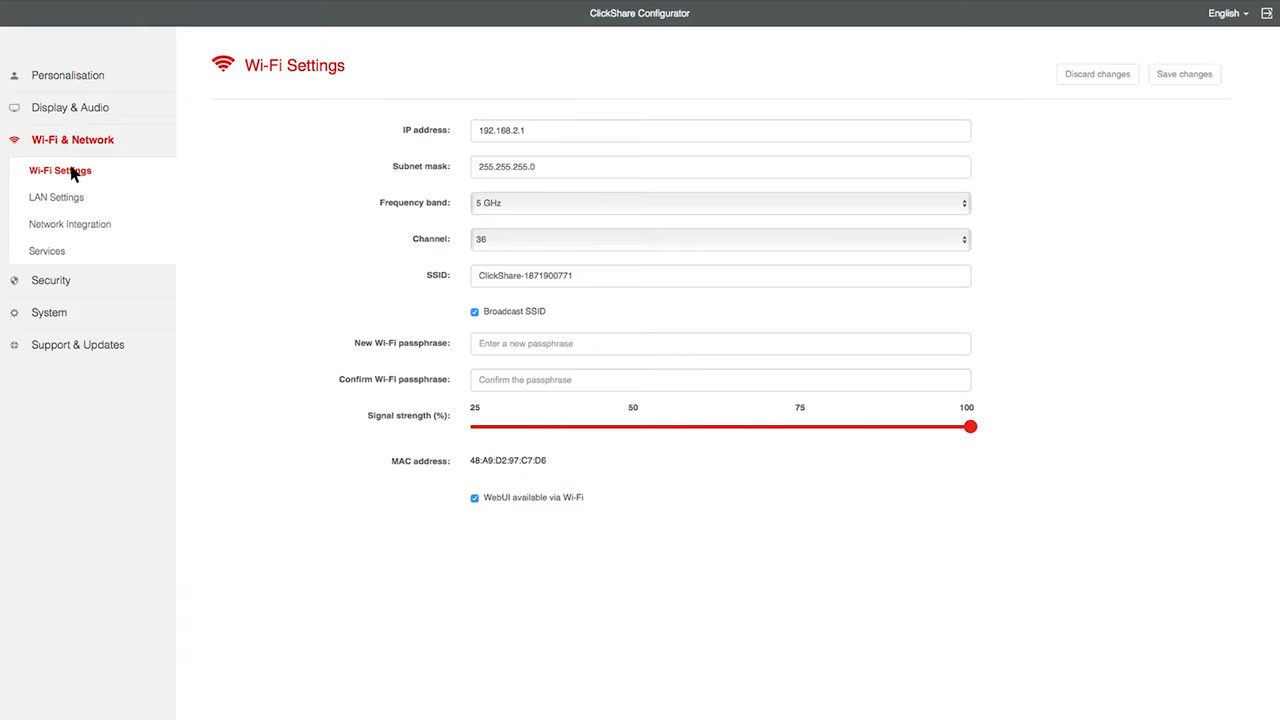 ClickShare Configurator
English
Personalisation
Display & Audio
Wi-Fi & Network
Wi-Fi Settings
LAN Settings
Network Integration
Services
Security
System
Support & Updates
Wi-Fi Settings
Discard changes
Save changes
IP address: 192.168.2.1
Subnet mask: 255.255.255.0
Frequency band: 5 GHz
Channel: 36
SSID: ClickShare-1871900771
Broadcast SSID
New Wi-Fi passphrase: Enter a new passphrase
Confirm Wi-Fi passphrase: Confirm the passphrase
25 50 75 100
Signal strength (%):
MAC address: 48:A9:D2:97:C7:D6
WebUI available via Wi-Fi